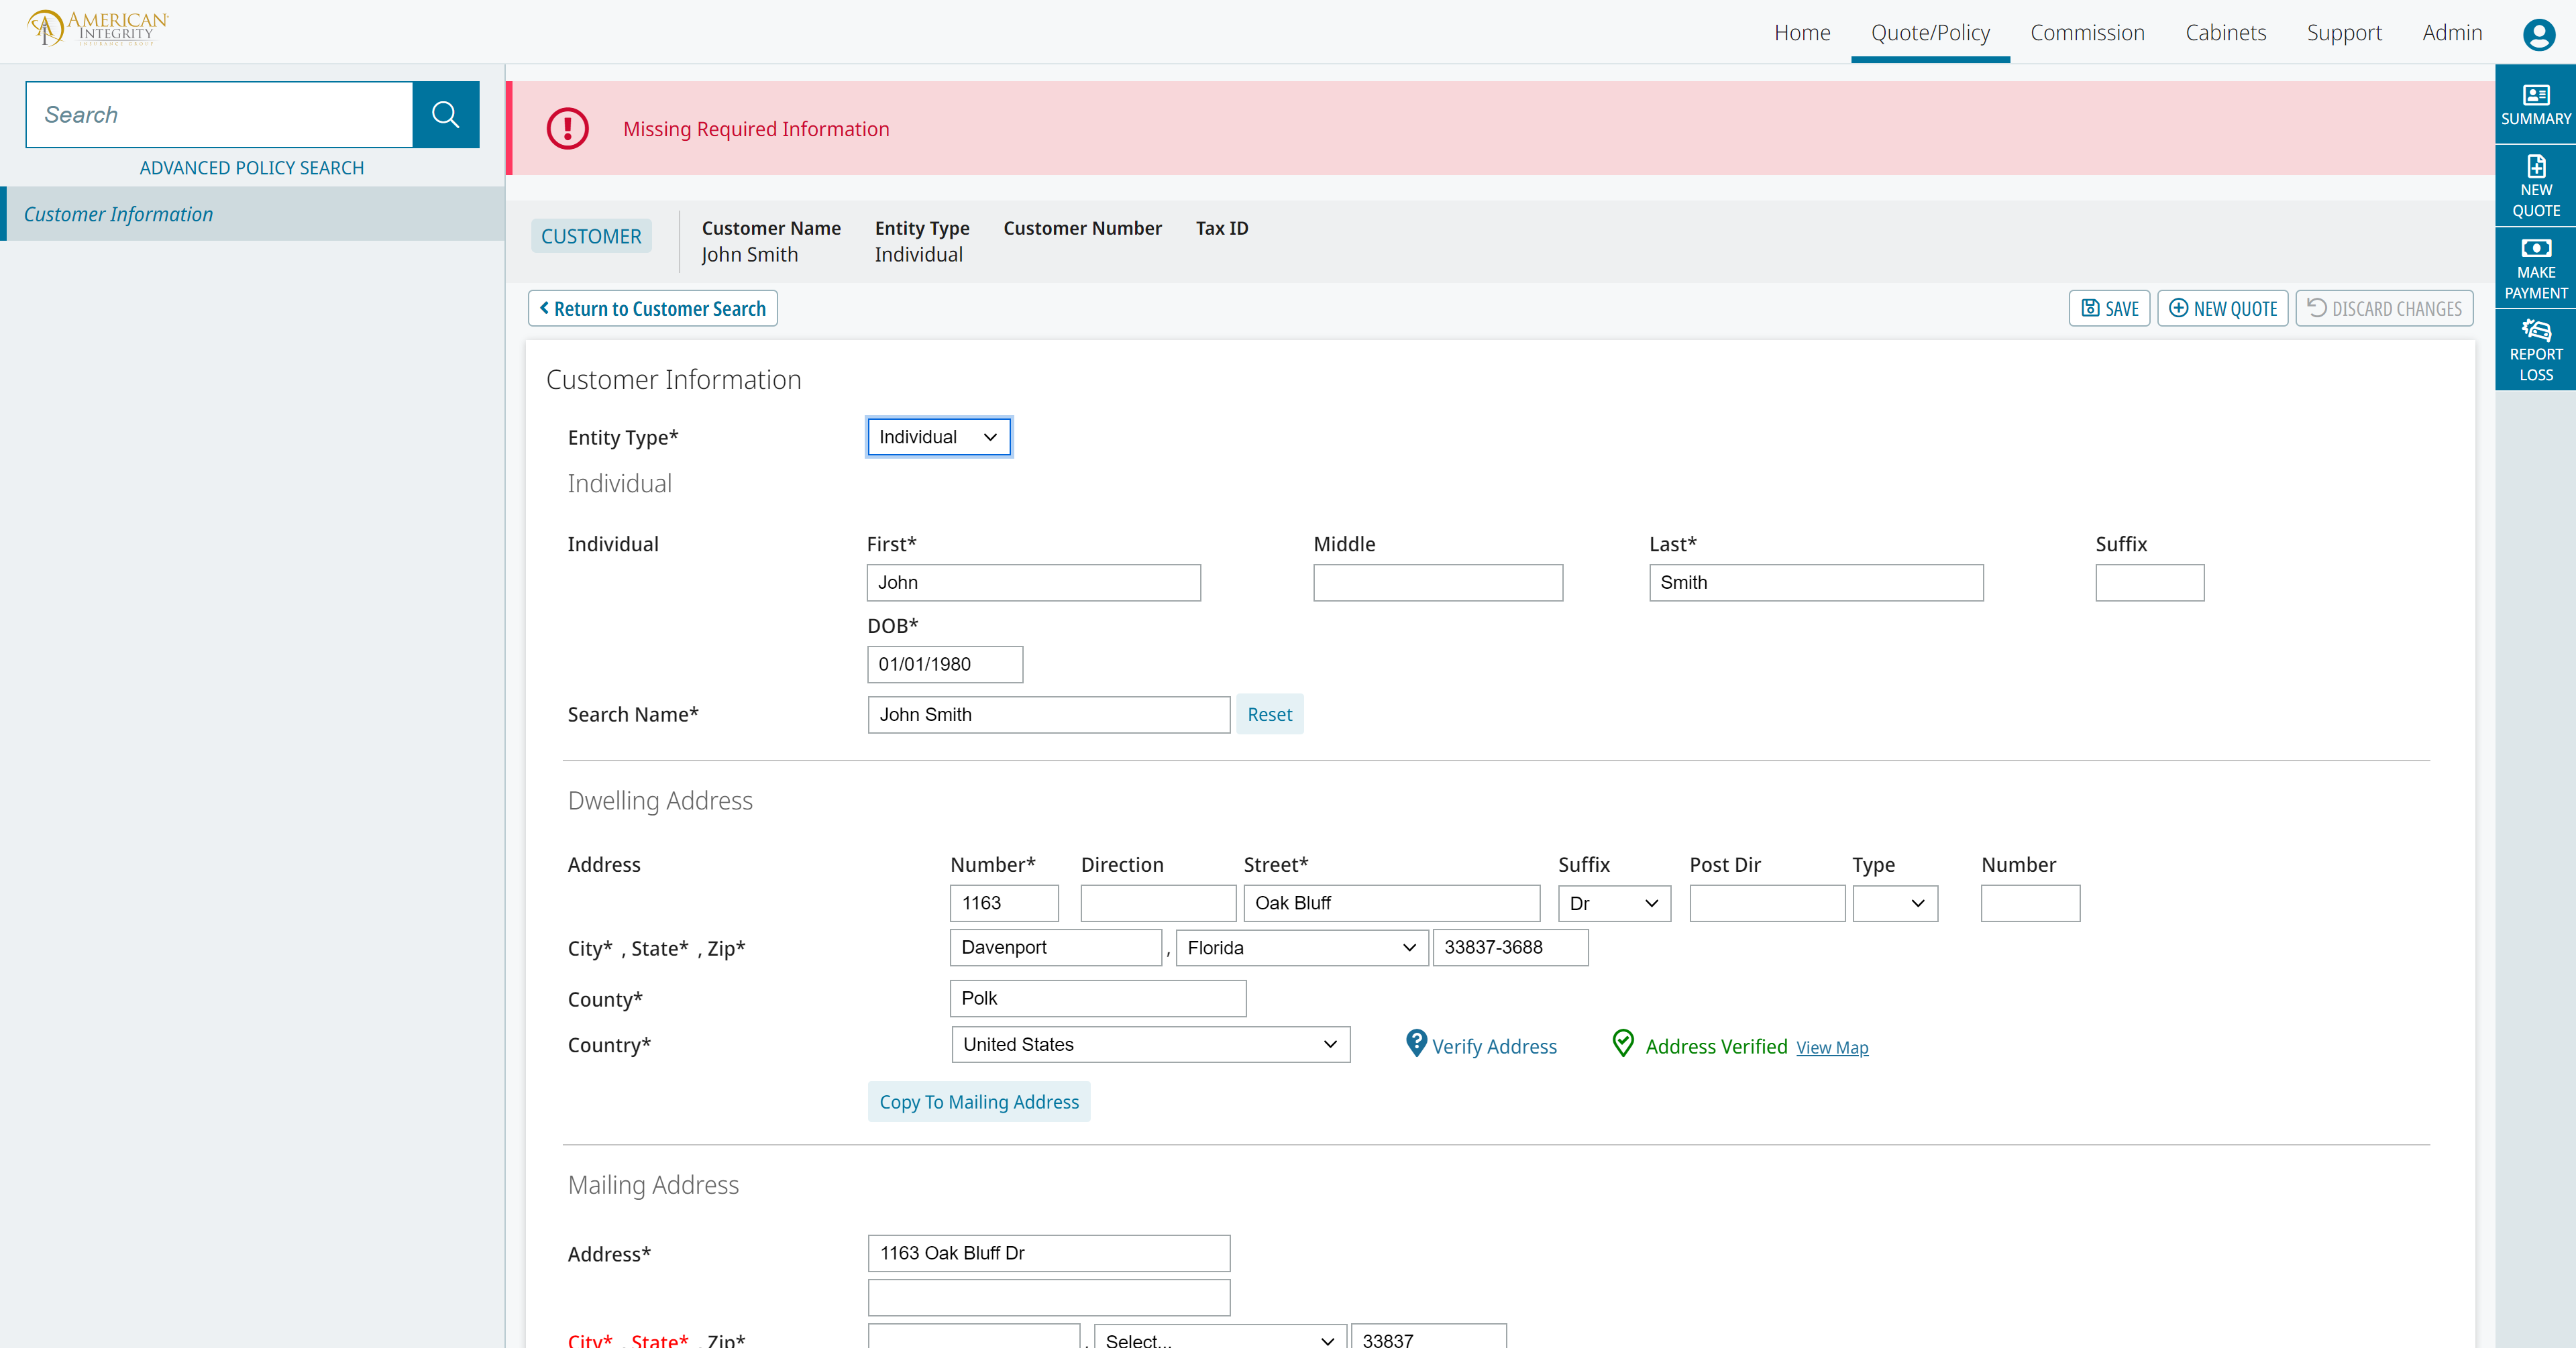 AMERICAN
INTEGRITY
INSURANCE GROUP
Home Quote/Policy Commission Cabinets Support Admin
Search
ADVANCED POLICY SEARCH
Customer Information
Missing Required Information
SUMMARY
NEW
QUOTE
MAKE
PAYMENT
REPORT
LOSS
CUSTOMER
Customer Name Entity Type Customer Number Tax ID
John Smith Individual
Return to Customer Search
SAVE NEW QUOTE DISCARD CHANGES
Customer Information
Entity Type* Individual
Individual
Individual First* Middle Last* Suffix
John Smith
DOB*
01/01/1980
Search Name* John Smith Reset
Dwelling Address
Address Number* Direction Street* Suffix Post Dir Type Number
1163 Oak Bluff Dr
City* , State* , Zip* Davenport , Florida 33837-3688
County* Polk
Country* United States Verify Address Address Verified View Map
Copy To Mailing Address
Mailing Address
Address* 1163 Oak Bluff Dr
City* , State* , Zip* , Select... 33837